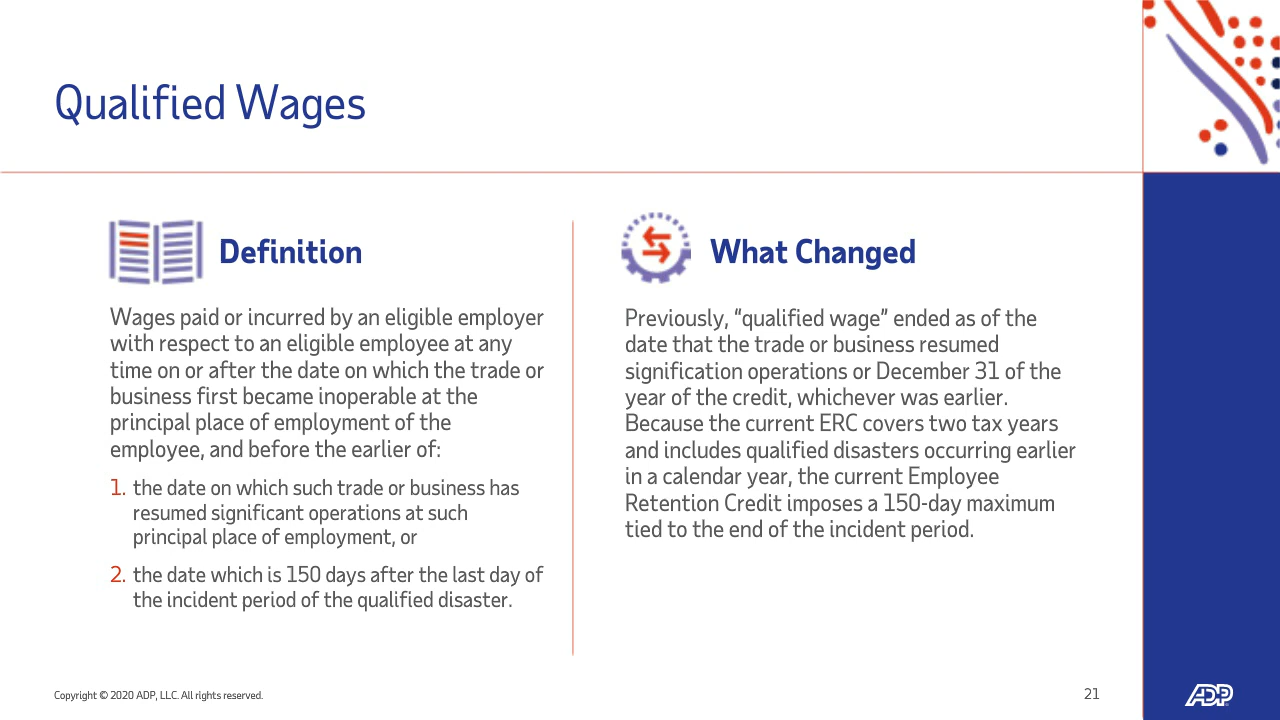 Qualified Wages
Definition
Wages paid or incurred by an eligible employer
with respect to an eligible employee at any
time on or after the date on which the trade or
business first became inoperable at the
principal place of employment of the
employee, and before the earlier of:
1. the date on which such trade or business has
resumed significant operations at such
principal place of employment, or
2. the date which is 150 days after the last day of
the incident period of the qualified disaster.
What Changed
Previously, “qualified wage” ended as of the
date that the trade or business resumed
signification operations or December 31 of the
year of the credit, whichever was earlier.
Because the current ERC covers two tax years
and includes qualified disasters occurring earlier
in a calendar year, the current Employee
Retention Credit imposes a 150-day maximum
tied to the end of the incident period.
Copyright © 2020 ADP, LLC. All rights reserved.
21
ADP